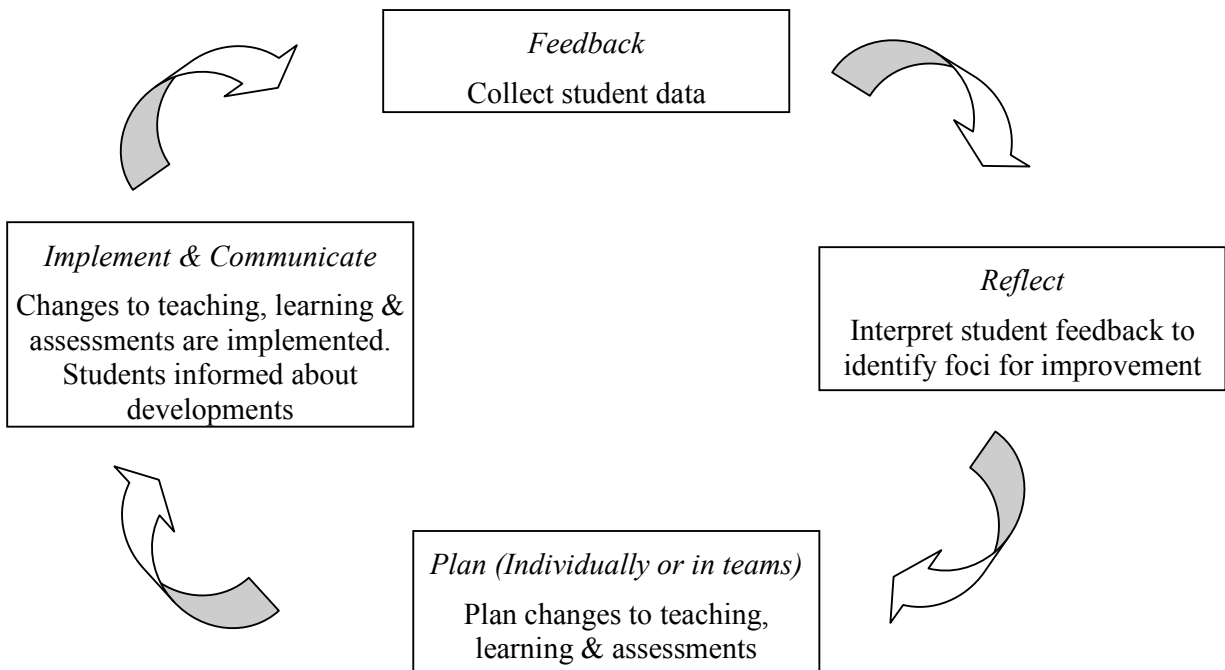 Feedback
Collect student data
Implement & Communicate
Changes to teaching, learning &
assessments are implemented.
Students informed about
developments
Reflect
Interpret student feedback to
identify foci for improvement
Plan (Individually or in teams)
Plan changes to teaching,
learning & assessments